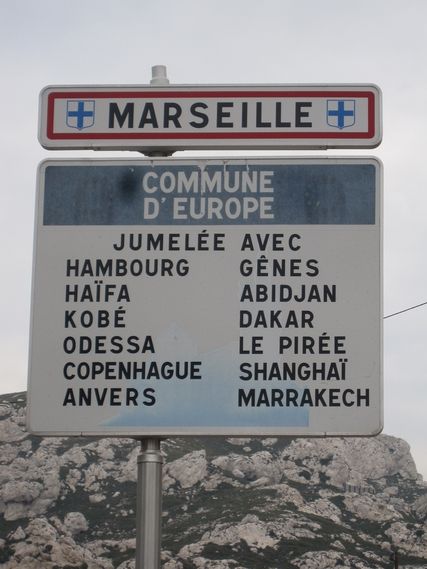 MARSEILLE
COMMUNE
D'EUROPE
JUMELÉE AVEC
HAMBOURG GÊNES
HAÏFA ABIDJAN
KOBÉ DAKAR
ODESSA LE PIRÉE
COPENHAGUE SHANGHAÏ
ANVERS MARRAKECH